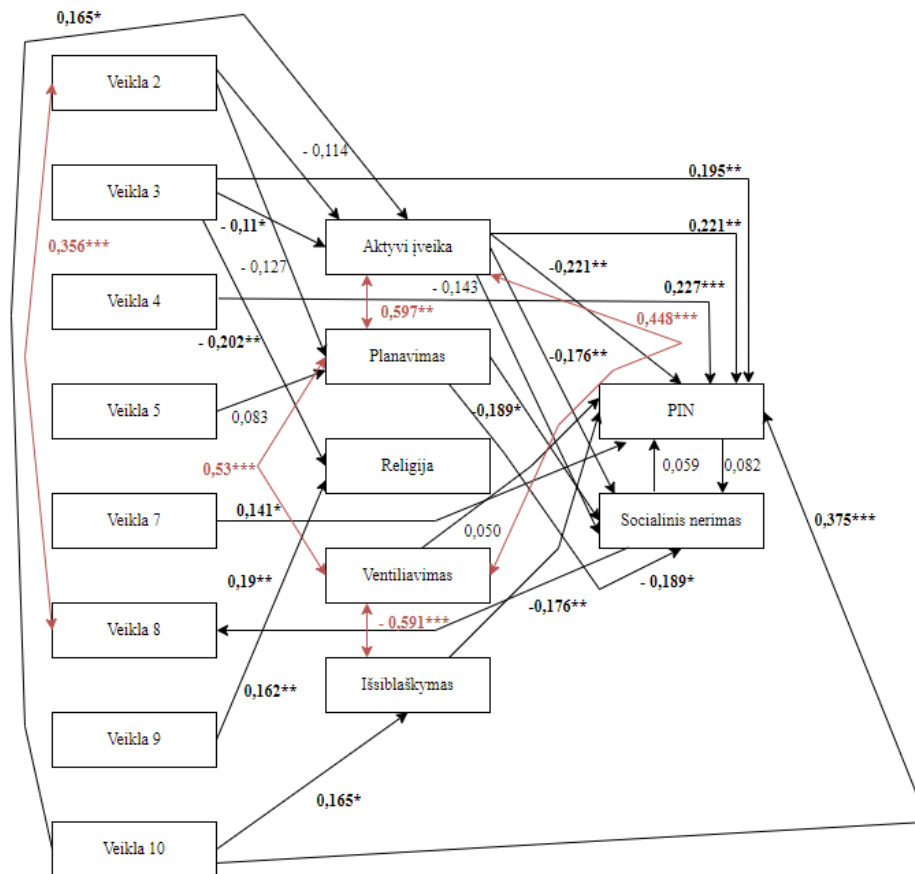 0,165*
Veikla 2
- 0,114
Veikla 3
0,195**
- 0,11*
Aktyvi įveika
0,221**
0,356***
- 0,127
-0,221**
- 0,143
0,227***
Veikla 4
0,597**
0,448***
- 0,202**
Planavimas
-0,176**
Veikla 5
0,083
-0,189*
PIN
0,53***
Religija
0,059
0,082
Veikla 7
0,141*
0,050
Socialinis nerimas
0,375***
0,19**
Ventiliavimas
-0,176**
- 0,189*
Veikla 8
- 0,591***
Išsiblaškymas
0,162**
Veikla 9
0,165*
Veikla 10